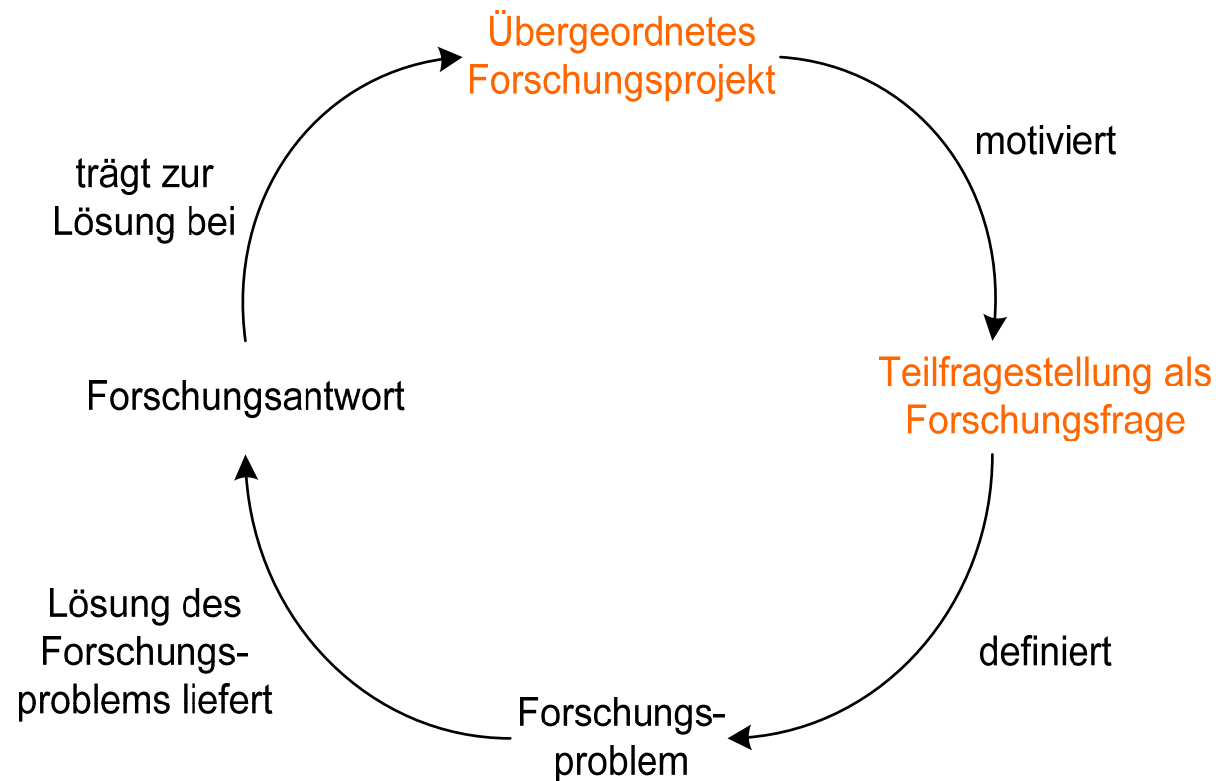 Übergeordnetes
Forschungsprojekt
motiviert
Teilfragestellung als
Forschungsfrage
definiert
Forschungs-
problem
Lösung des
Forschungs-
problems liefert
Forschungsantwort
trägt zur
Lösung bei